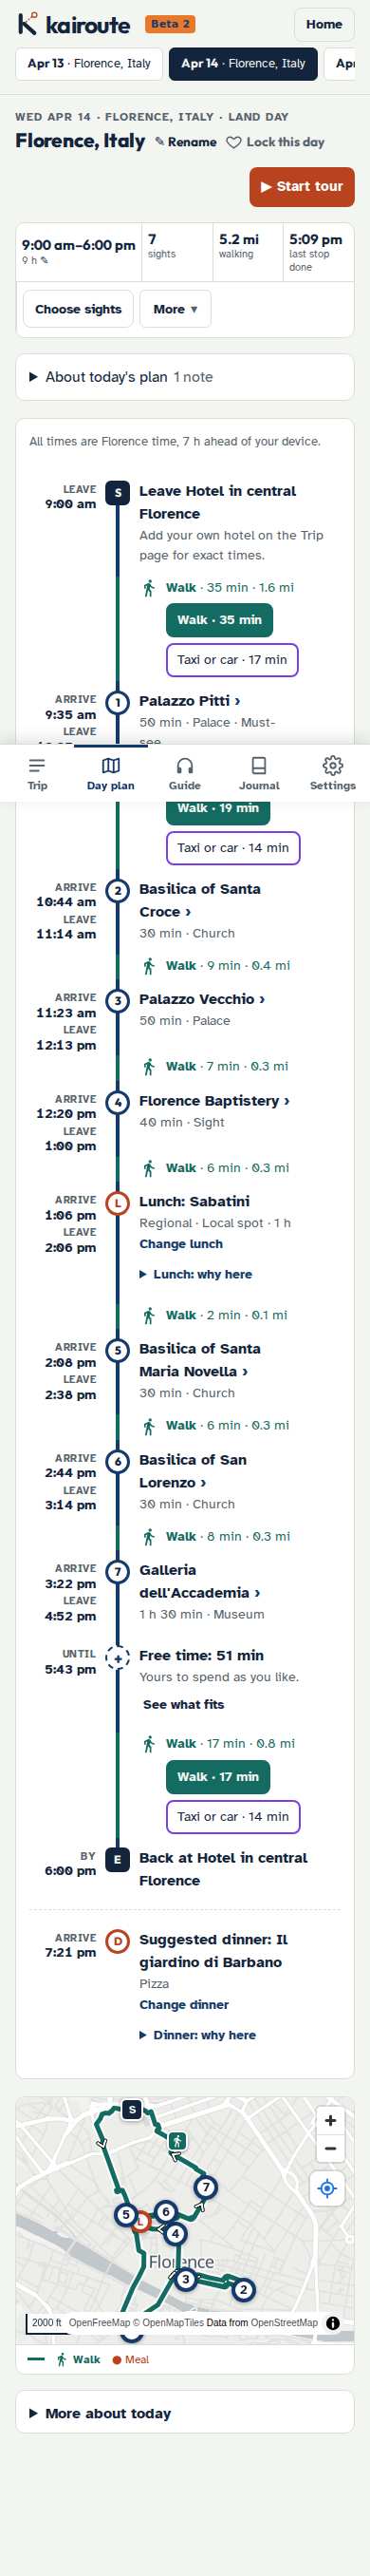 kairoute Beta 2 Home
Apr 13 · Florence, Italy Apr 14 · Florence, Italy
WED APR 14 · FLORENCE, ITALY · LAND DAY
Florence, Italy ✎ Rename ♡ Lock this day
▶ Start tour
9:00 am–6:00 pm 7 5.2 mi 5:09 pm
9 h ✎ sights walking last stop
done
Choose sights More ▾
▶ About today's plan 1 note
All times are Florence time, 7 h ahead of your device.
LEAVE S Leave Hotel in central
9:00 am Florence
Add your own hotel on the Trip
page for exact times.
Walk · 35 min · 1.6 mi
Walk · 35 min
Taxi or car · 17 min
ARRIVE 1 Palazzo Pitti ›
9:35 am 50 min · Palace · Must-
LEAVE see
Trip Day plan Guide Journal Settings
Walk · 19 min
Taxi or car · 14 min
ARRIVE 2 Basilica of Santa
10:44 am Croce ›
LEAVE 30 min · Church
11:14 am
Walk · 9 min · 0.4 mi
ARRIVE 3 Palazzo Vecchio ›
11:23 am 50 min · Palace
LEAVE
12:13 pm
Walk · 7 min · 0.3 mi
ARRIVE 4 Florence Baptistery ›
12:20 pm 40 min · Sight
LEAVE
1:00 pm
Walk · 6 min · 0.3 mi
ARRIVE L Lunch: Sabatini
1:06 pm Regional · Local spot · 1 h
LEAVE Change lunch
2:06 pm
▶ Lunch: why here
Walk · 2 min · 0.1 mi
ARRIVE 5 Basilica of Santa
2:08 pm Maria Novella ›
LEAVE 30 min · Church
2:38 pm
Walk · 6 min · 0.3 mi
ARRIVE 6 Basilica of San
2:44 pm Lorenzo ›
LEAVE 30 min · Church
3:14 pm
Walk · 8 min · 0.3 mi
ARRIVE 7 Galleria
3:22 pm dell'Accademia ›
LEAVE 1 h 30 min · Museum
4:52 pm
UNTIL + Free time: 51 min
5:43 pm Yours to spend as you like.
See what fits
Walk · 17 min · 0.8 mi
Walk · 17 min
Taxi or car · 14 min
BY E Back at Hotel in central
6:00 pm Florence
ARRIVE D Suggested dinner: Il
7:21 pm giardino di Barbano
Pizza
Change dinner
▶ Dinner: why here
S
+
−
7
5 L 6
4
Florence
3 2
2000 ft OpenFreeMap © OpenMapTiles Data from OpenStreetMap
Walk Meal
▶ More about today